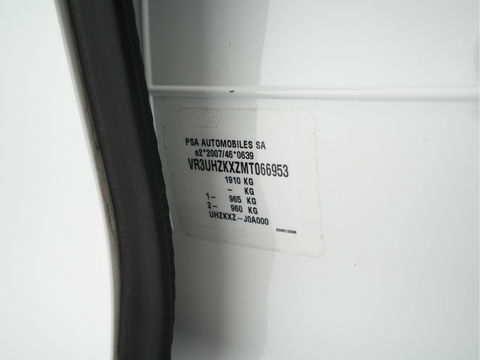 PSA AUTOMOBILES SA
e2*2007/46*0639
VR3UHZKXZMT066953
1910 KG
- KG
1- 965 KG
2- 960 KG
UHZKXZ-J0A000